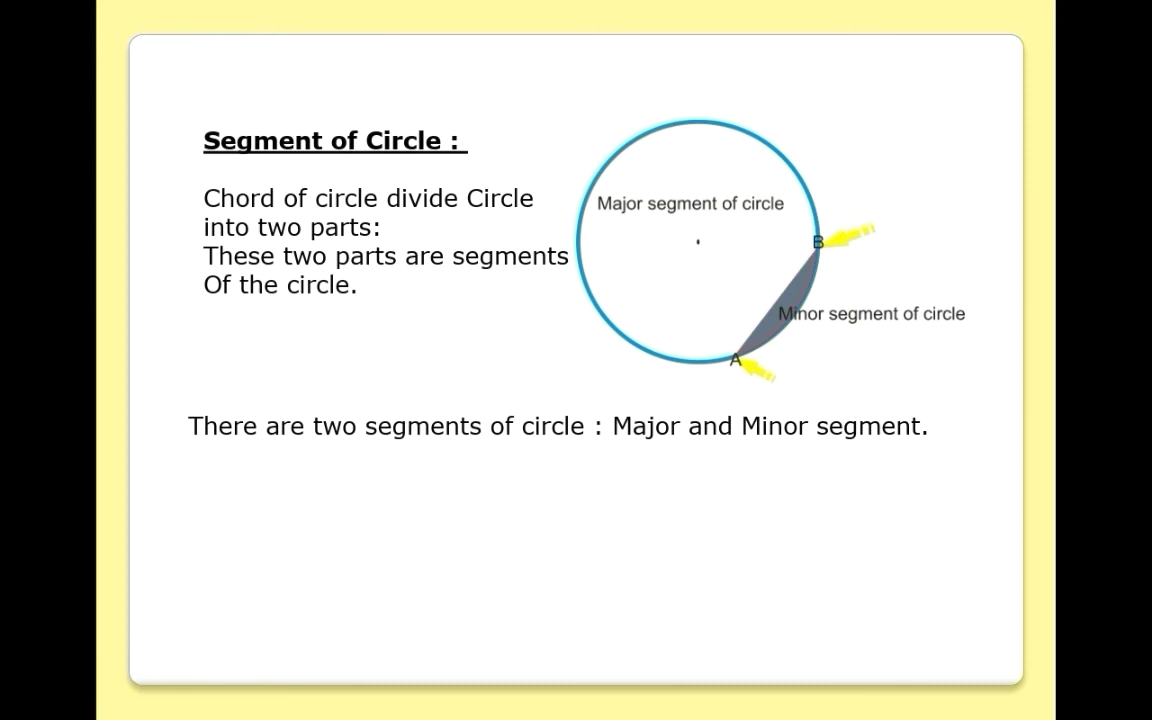 Segment of Circle :
Chord of circle divide Circle
into two parts:
These two parts are segments
Of the circle.
Major segment of circle
B
Minor segment of circle
A
There are two segments of circle : Major and Minor segment.